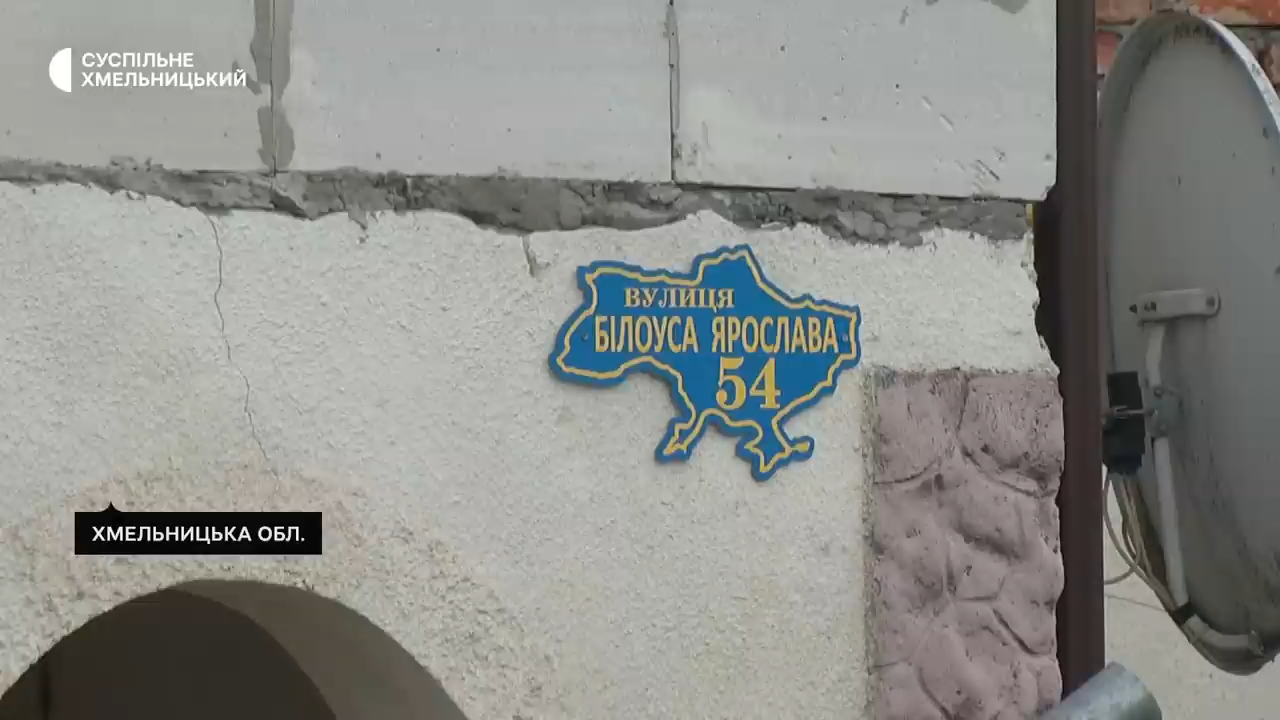 СУСПІЛЬНЕ
ХМЕЛЬНИЦЬКИЙ
ВУЛИЦЯ
БІЛОУСА ЯРОСЛАВА
54
ХМЕЛЬНИЦЬКА ОБЛ.